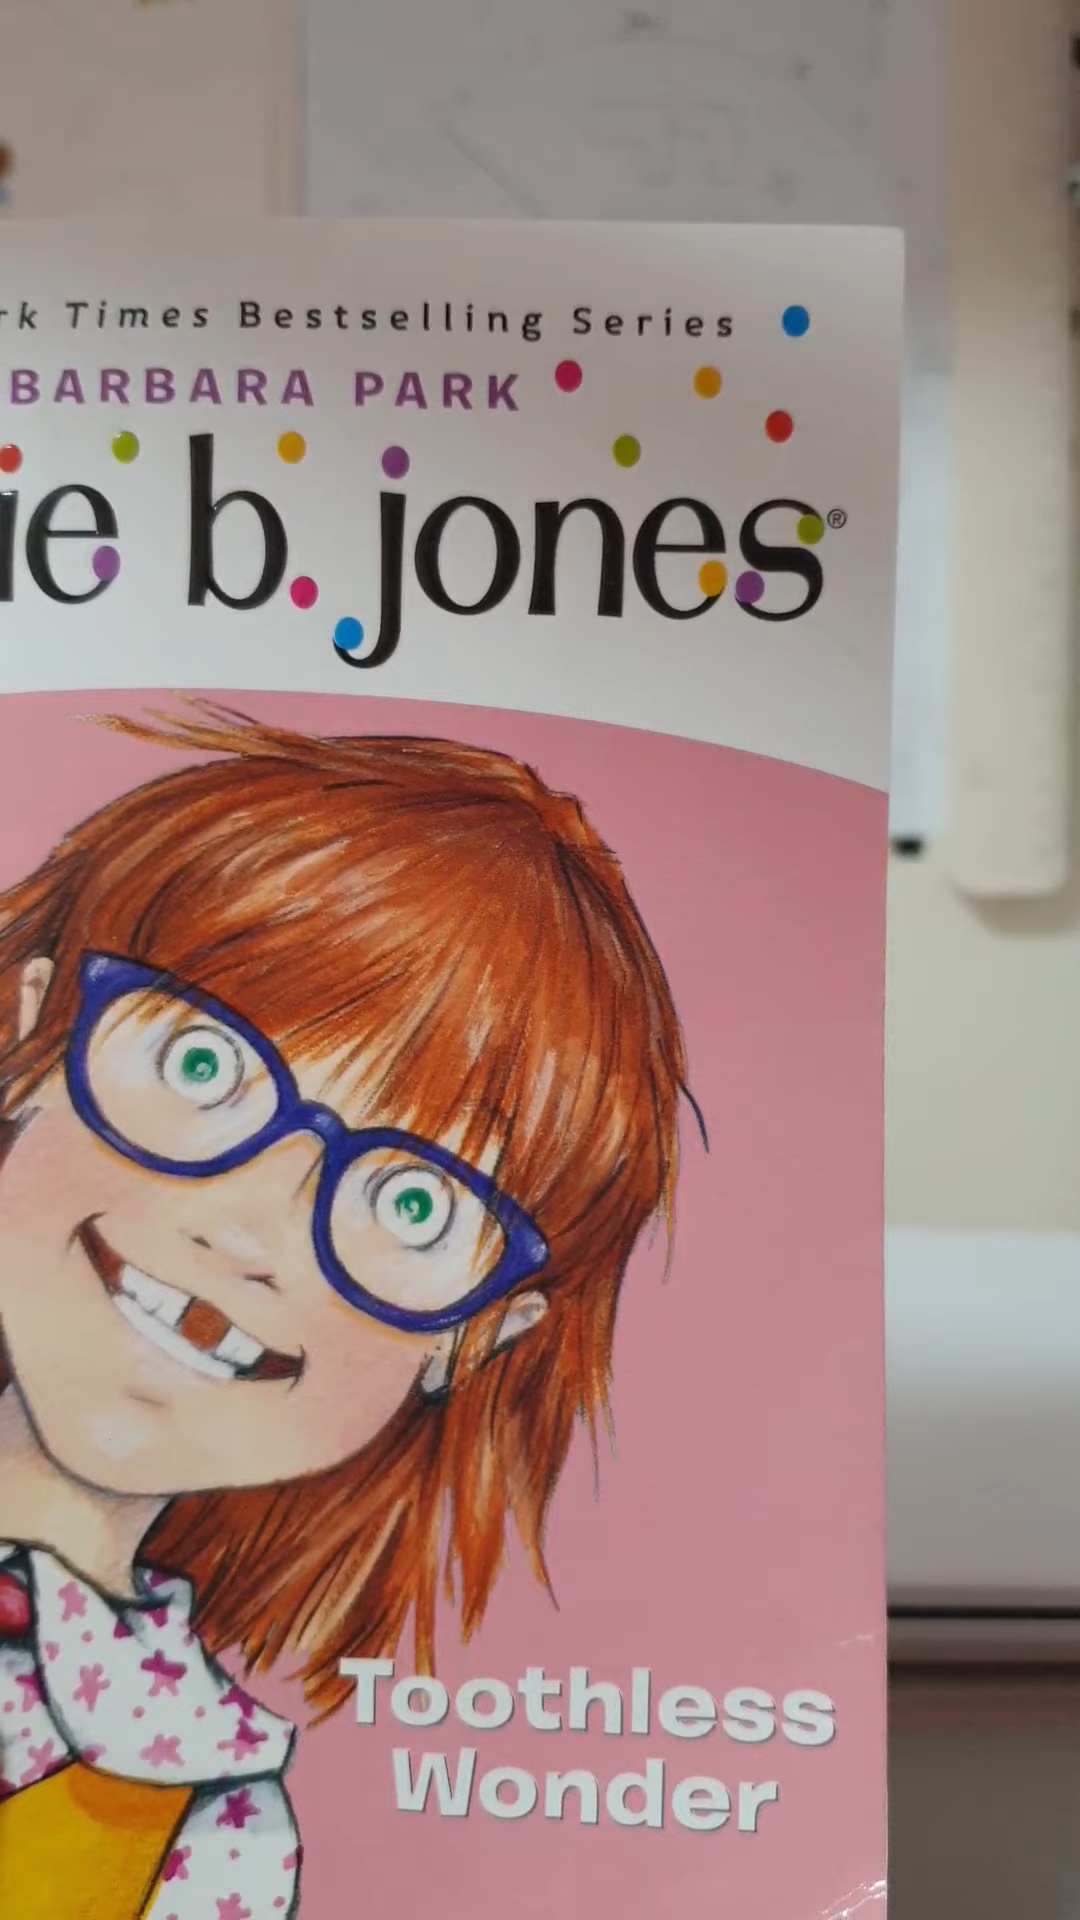 rk Times Bestselling Series
BARBARA PARK
ie b. jones®
Toothless
Wonder